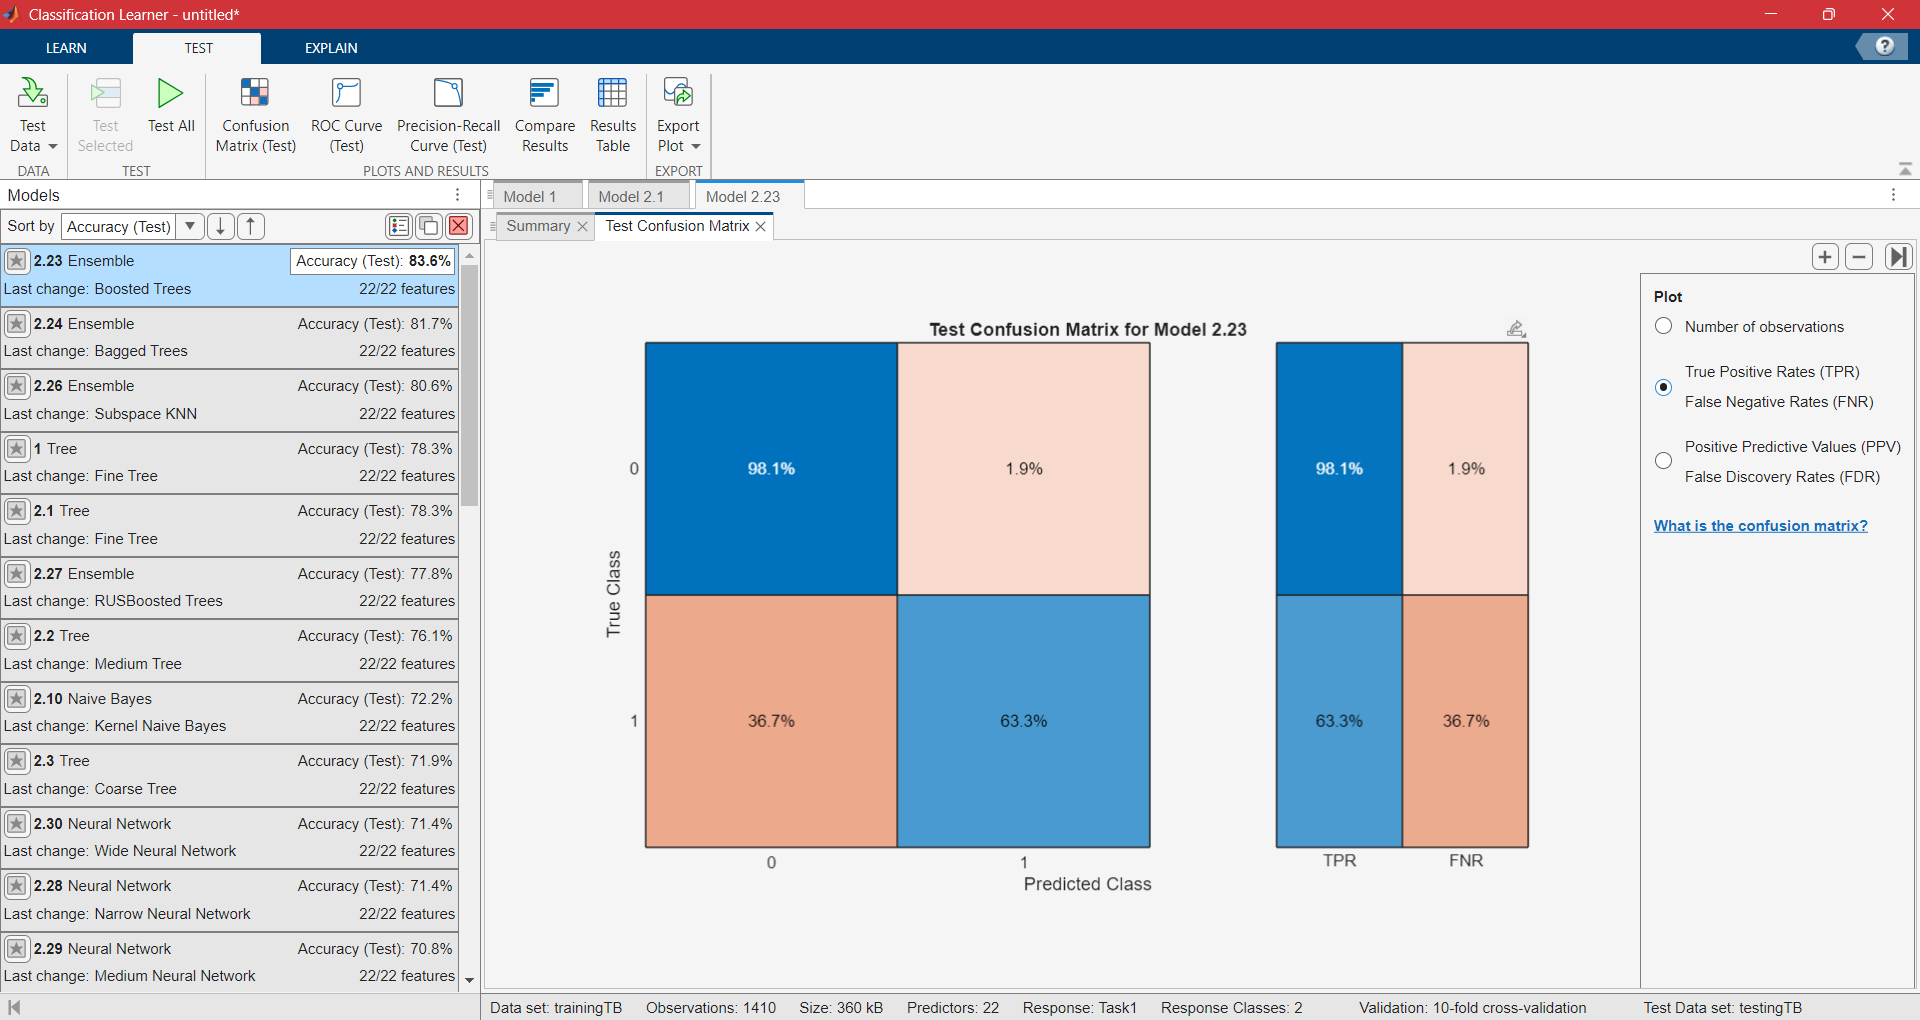 Classification Learner - untitled*
LEARN
TEST
EXPLAIN
Test Data
Test Selected
Test All
Confusion Matrix (Test)
ROC Curve (Test)
Precision-Recall Curve (Test)
Compare Results
Results Table
Export Plot
DATA
TEST
PLOTS AND RESULTS
EXPORT
Models
Sort by Accuracy (Test)
2.23 Ensemble Accuracy (Test): 83.6%
Last change: Boosted Trees 22/22 features
2.24 Ensemble Accuracy (Test): 81.7%
Last change: Bagged Trees 22/22 features
2.26 Ensemble Accuracy (Test): 80.6%
Last change: Subspace KNN 22/22 features
1 Tree Accuracy (Test): 78.3%
Last change: Fine Tree 22/22 features
2.1 Tree Accuracy (Test): 78.3%
Last change: Fine Tree 22/22 features
2.27 Ensemble Accuracy (Test): 77.8%
Last change: RUSBoosted Trees 22/22 features
2.2 Tree Accuracy (Test): 76.1%
Last change: Medium Tree 22/22 features
2.10 Naive Bayes Accuracy (Test): 72.2%
Last change: Kernel Naive Bayes 22/22 features
2.3 Tree Accuracy (Test): 71.9%
Last change: Coarse Tree 22/22 features
2.30 Neural Network Accuracy (Test): 71.4%
Last change: Wide Neural Network 22/22 features
2.28 Neural Network Accuracy (Test): 71.4%
Last change: Narrow Neural Network 22/22 features
2.29 Neural Network Accuracy (Test): 70.8%
Last change: Medium Neural Network 22/22 features
Model 1
Model 2.1
Model 2.23
Summary
Test Confusion Matrix
Test Confusion Matrix for Model 2.23
True Class
0 98.1% 1.9% 98.1% 1.9%
1 36.7% 63.3% 63.3% 36.7%
0 1 TPR FNR
Predicted Class
Plot
Number of observations
True Positive Rates (TPR)
False Negative Rates (FNR)
Positive Predictive Values (PPV)
False Discovery Rates (FDR)
What is the confusion matrix?
Data set: trainingTB Observations: 1410 Size: 360 kB Predictors: 22 Response: Task1 Response Classes: 2 Validation: 10-fold cross-validation Test Data set: testingTB